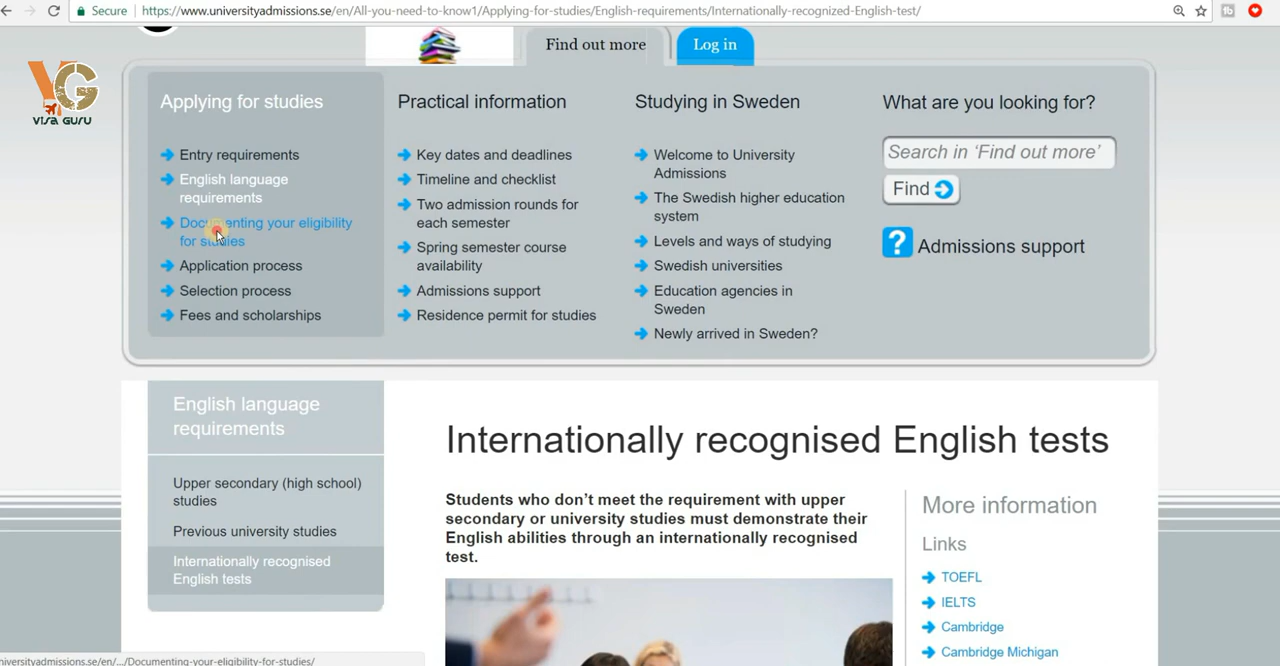 Secure
https://www.universityadmissions.se/en/All-you-need-to-know1/Applying-for-studies/English-requirements/Internationally-recognized-English-test/
Find out more
Log in
VG
VISA GURU
Applying for studies
Entry requirements
English language
requirements
Documenting your eligibility
for studies
Application process
Selection process
Fees and scholarships
Practical information
Key dates and deadlines
Timeline and checklist
Two admission rounds for
each semester
Spring semester course
availability
Admissions support
Residence permit for studies
Studying in Sweden
Welcome to University
Admissions
The Swedish higher education
system
Levels and ways of studying
Swedish universities
Education agencies in
Sweden
Newly arrived in Sweden?
What are you looking for?
Search in ‘Find out more’
Find
? Admissions support
English language
requirements
Upper secondary (high school)
studies
Previous university studies
Internationally recognised
English tests
Internationally recognised English tests
Students who don’t meet the requirement with upper
secondary or university studies must demonstrate their
English abilities through an internationally recognised
test.
More information
Links
TOEFL
IELTS
Cambridge
Cambridge Michigan
niversityadmissions.se/en/.../Documenting-your-eligibility-for-studies/